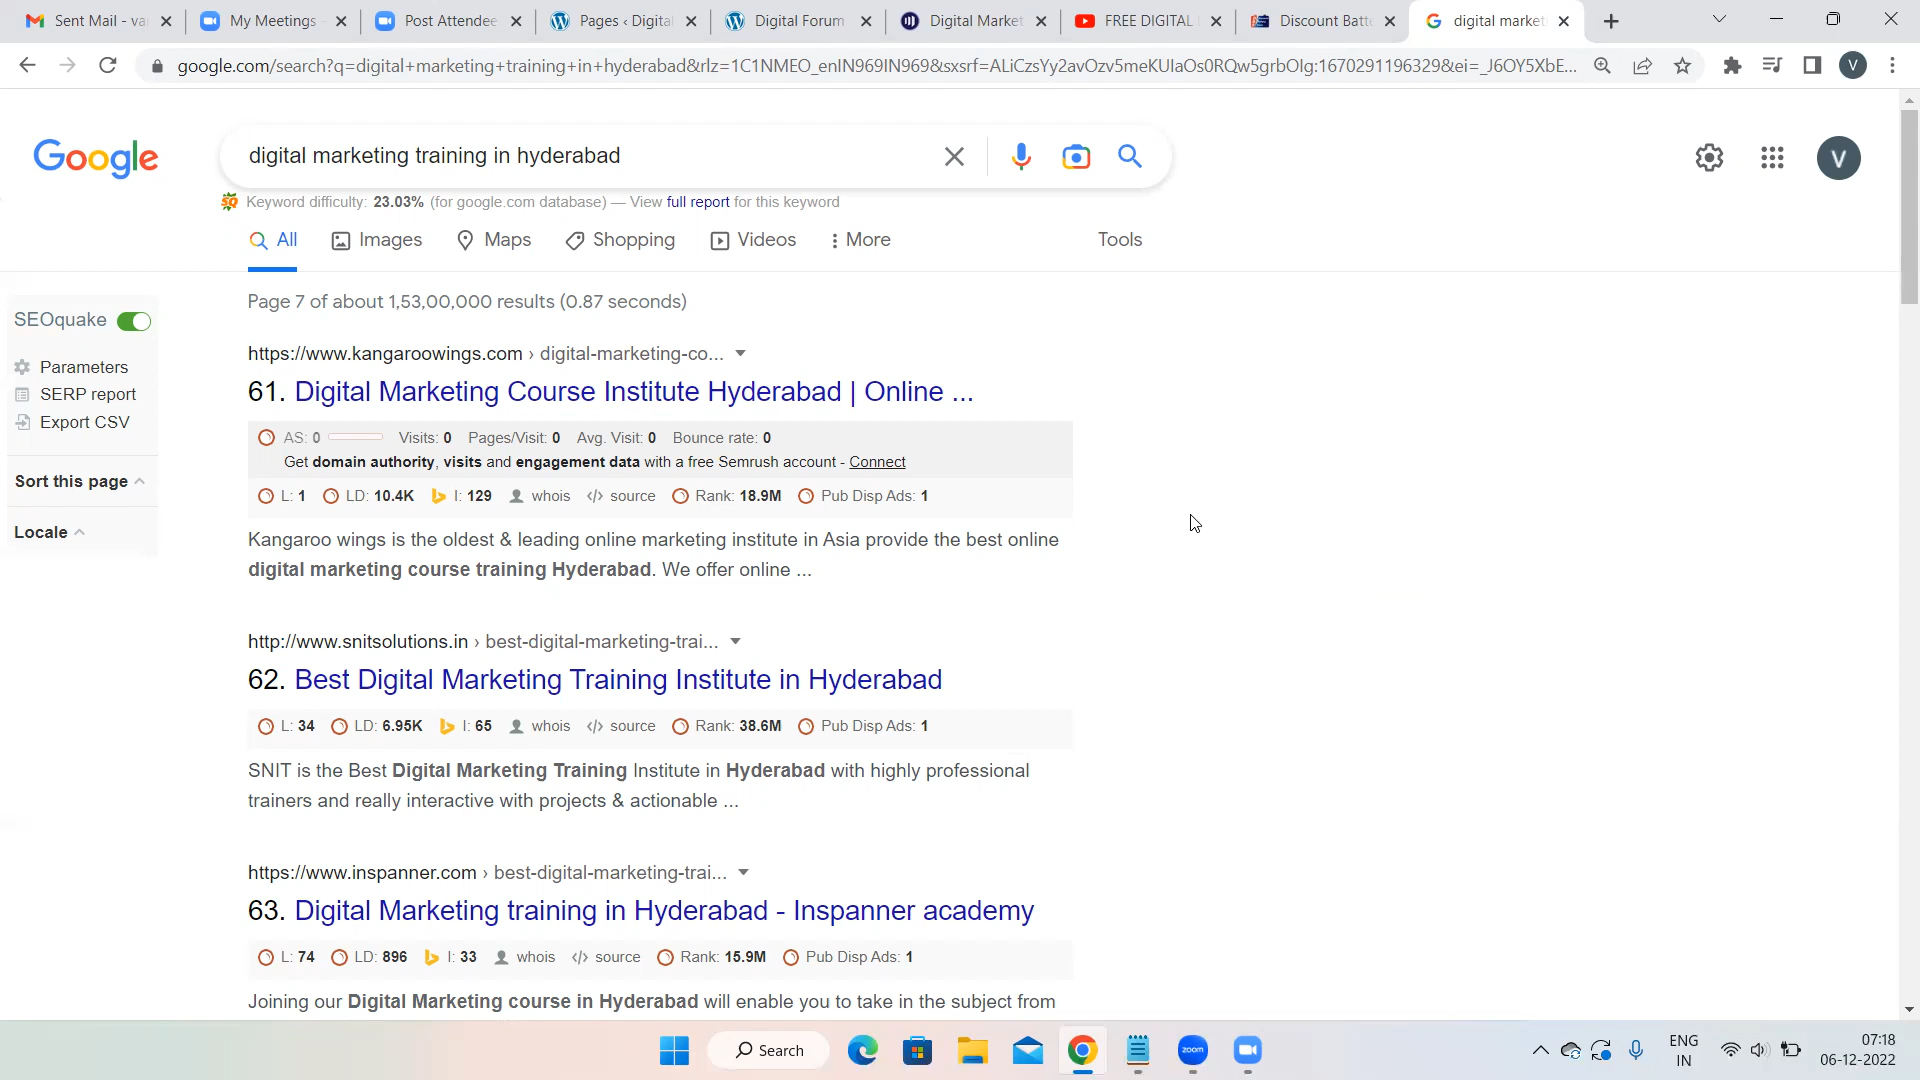 Sent Mail - va
My Meetings
Post Attendee
Pages ‹ Digita
Digital Forum
Digital Market
FREE DIGITAL
Discount Batte
digital market
google.com/search?q=digital+marketing+training+in+hyderabad&rlz=1C1NMEO_enIN969IN969&sxsrf=ALiCzsYy2avOzv5meKUIaOs0RQw5grbOIg:1670291196329&ei=_J6OY5XbE...
V
Google
digital marketing training in hyderabad
V
SQ Keyword difficulty: 23.03% (for google.com database) — View full report for this keyword
All
Images
Maps
Shopping
Videos
More
Tools
SEOquake
Parameters
SERP report
Export CSV
Sort this page
Locale
Page 7 of about 1,53,00,000 results (0.87 seconds)
https://www.kangaroowings.com › digital-marketing-co...
61. Digital Marketing Course Institute Hyderabad | Online ...
AS: 0 Visits: 0 Pages/Visit: 0 Avg. Visit: 0 Bounce rate: 0
Get domain authority, visits and engagement data with a free Semrush account - Connect
L: 1 LD: 10.4K I: 129 whois </> source Rank: 18.9M Pub Disp Ads: 1
Kangaroo wings is the oldest & leading online marketing institute in Asia provide the best online
digital marketing course training Hyderabad. We offer online ...
http://www.snitsolutions.in › best-digital-marketing-trai...
62. Best Digital Marketing Training Institute in Hyderabad
L: 34 LD: 6.95K I: 65 whois </> source Rank: 38.6M Pub Disp Ads: 1
SNIT is the Best Digital Marketing Training Institute in Hyderabad with highly professional
trainers and really interactive with projects & actionable ...
https://www.inspanner.com › best-digital-marketing-trai...
63. Digital Marketing training in Hyderabad - Inspanner academy
L: 74 LD: 896 I: 33 whois </> source Rank: 15.9M Pub Disp Ads: 1
Joining our Digital Marketing course in Hyderabad will enable you to take in the subject from
Search
zoom
ENG
IN
07:18
06-12-2022